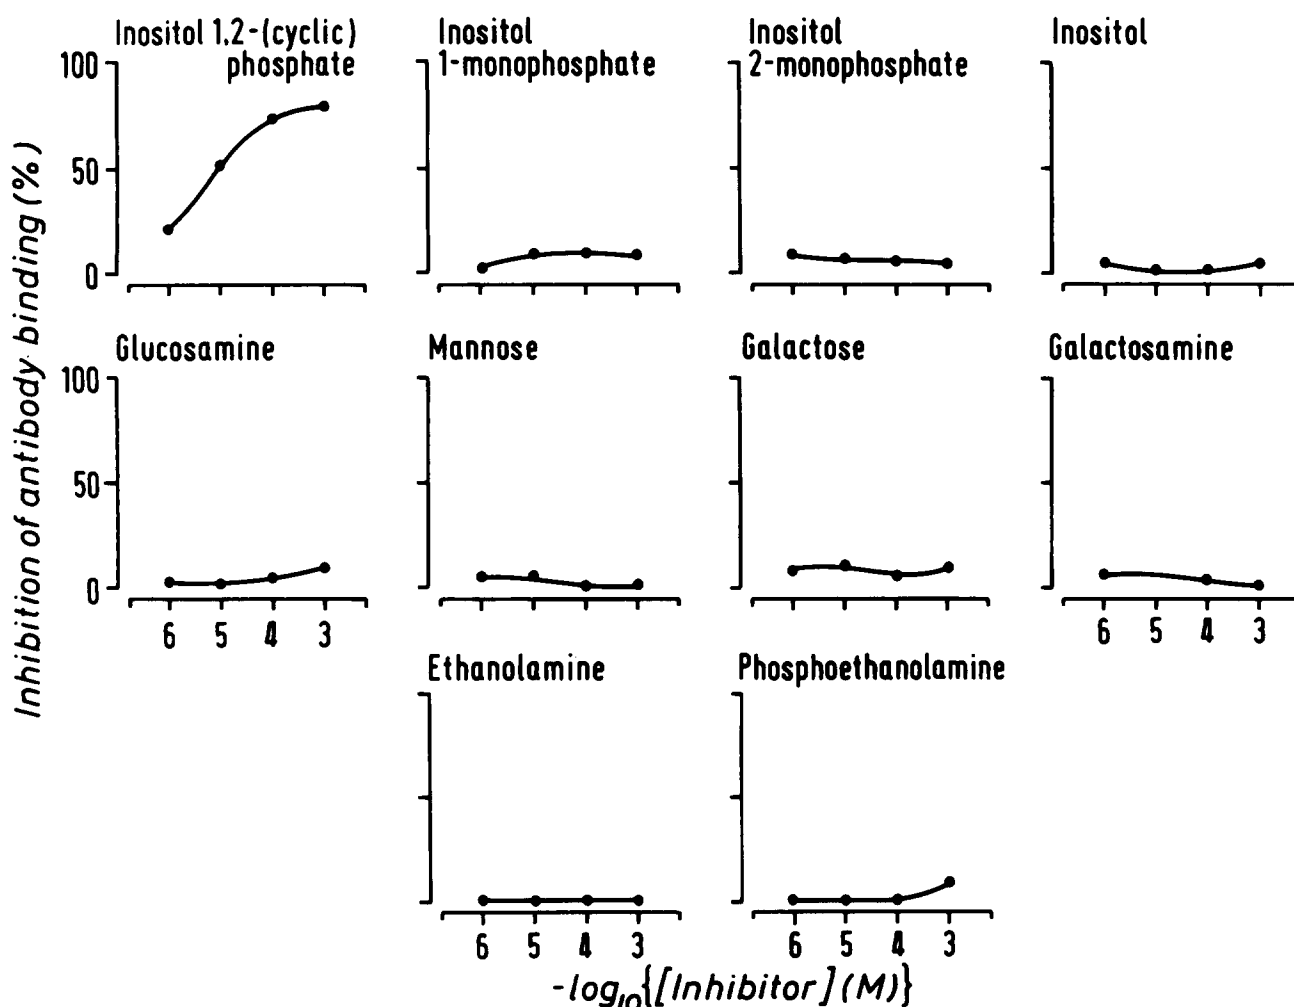 Inositol 1,2-(cyclic)
phosphate
Inositol
1-monophosphate
Inositol
2-monophosphate
Inositol
100
50
0
Glucosamine
Mannose
Galactose
Galactosamine
100
50
0
6 5 4 3
6 5 4 3
Ethanolamine
Phosphoethanolamine
6 5 4 3
6 5 4 3
Inhibition of antibody binding (%)
-log10{[Inhibitor](M)}